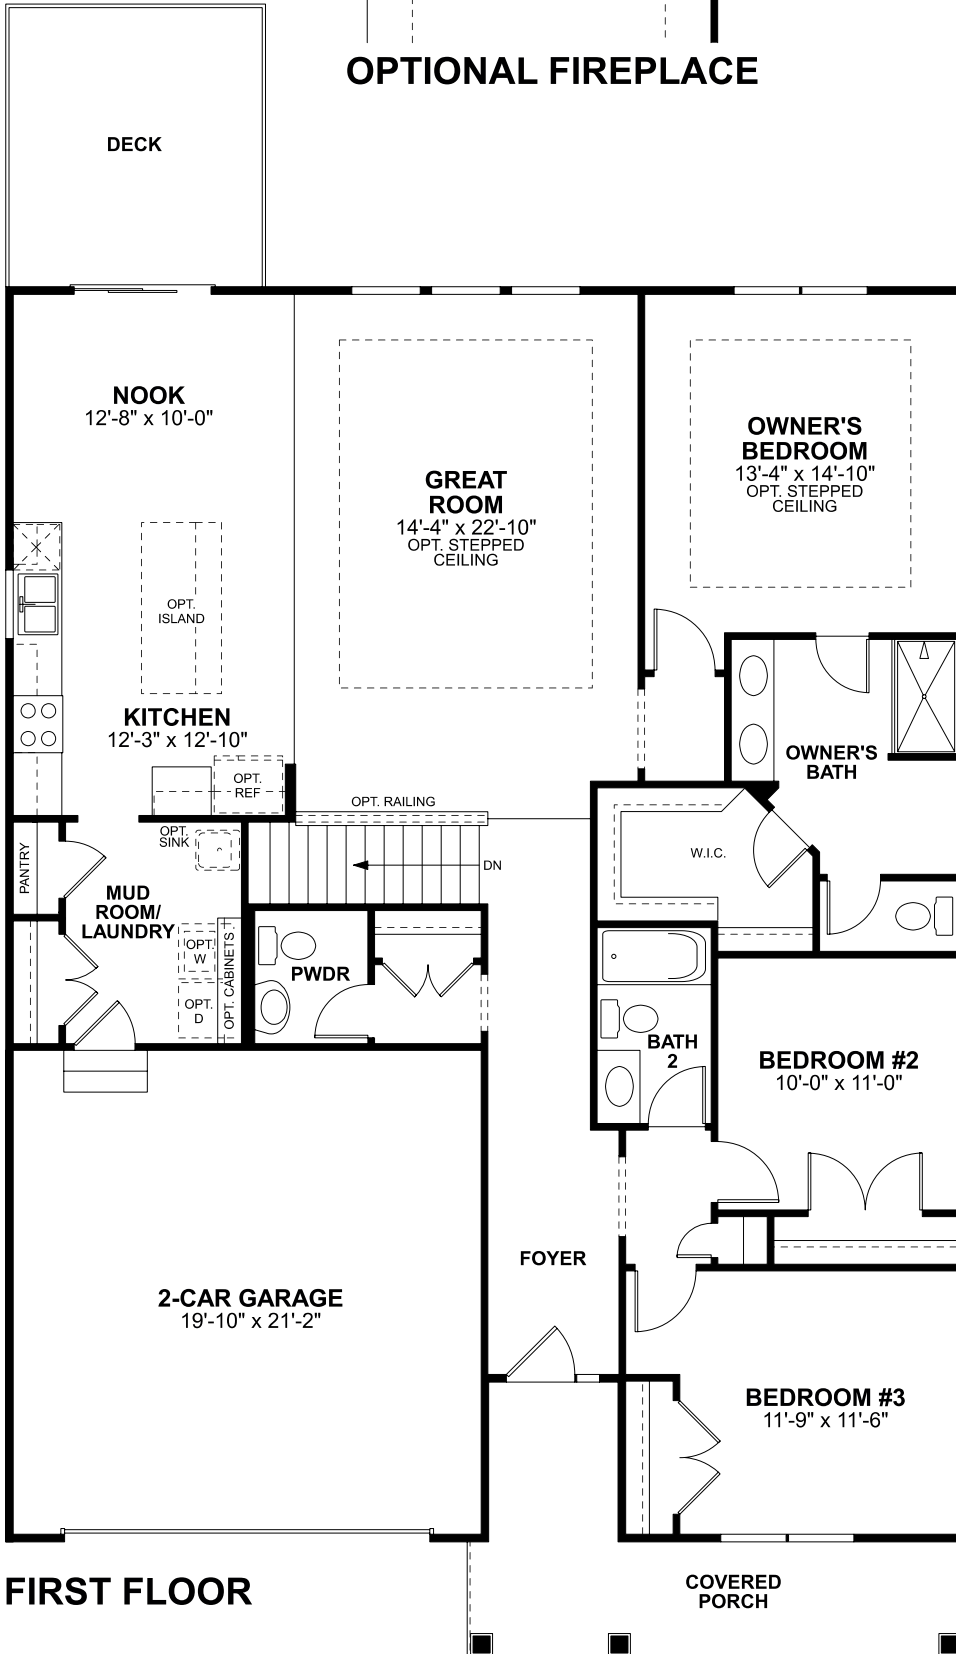 OPTIONAL FIREPLACE
DECK
NOOK
12'-8" x 10'-0"
GREAT
ROOM
14'-4" x 22'-10"
OPT. STEPPED
CEILING
OWNER'S
BEDROOM
13'-4" x 14'-10"
OPT. STEPPED
CEILING
OPT.
ISLAND
KITCHEN
12'-3" x 12'-10"
OPT.
REF
OWNER'S
BATH
OPT. RAILING
OPT.
SINK
PANTRY
DN
W.I.C.
MUD
ROOM/
LAUNDRY
OPT.
W
OPT. CABINETS
OPT.
D
PWDR
BATH
2
BEDROOM #2
10'-0" x 11'-0"
FOYER
2-CAR GARAGE
19'-10" x 21'-2"
BEDROOM #3
11'-9" x 11'-6"
FIRST FLOOR
COVERED
PORCH